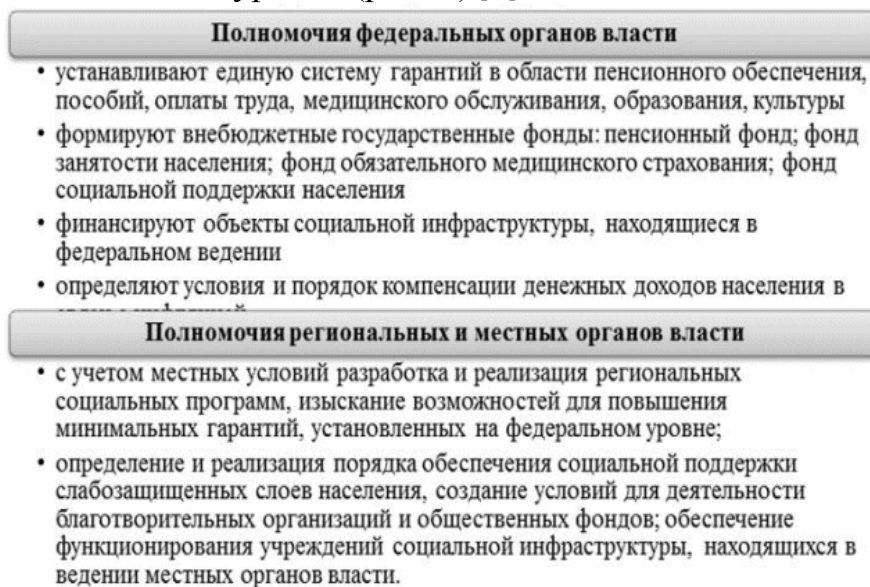 Полномочия федеральных органов власти
• устанавливают единую систему гарантий в области пенсионного обеспечения,
пособий, оплаты труда, медицинского обслуживания, образования, культуры
• формируют внебюджетные государственные фонды: пенсионный фонд; фонд
занятости населения; фонд обязательного медицинского страхования; фонд
социальной поддержки населения
• финансируют объекты социальной инфраструктуры, находящиеся в
федеральном ведении
• определяют условия и порядок компенсации денежных доходов населения в
Полномочия региональных и местных органов власти
• с учетом местных условий разработка и реализация региональных
социальных программ, изыскание возможностей для повышения
минимальных гарантий, установленных на федеральном уровне;
• определение и реализация порядка обеспечения социальной поддержки
слабозащищенных слоев населения, создание условий для деятельности
благотворительных организаций и общественных фондов; обеспечение
функционирования учреждений социальной инфраструктуры, находящихся в
ведении местных органов власти.